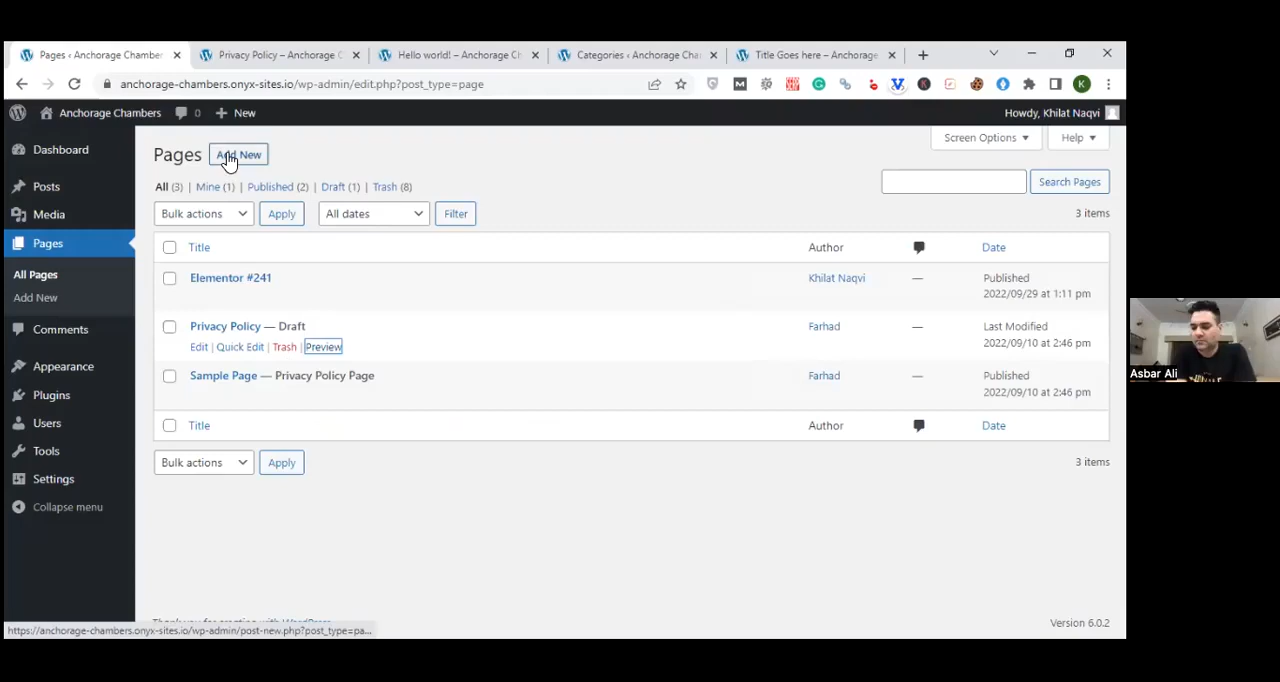 Pages ‹ Anchorage Chamber
Privacy Policy – Anchorage C
Hello world! – Anchorage Ch
Categories ‹ Anchorage Cha
Title Goes here – Anchorage
anchorage-chambers.onyx-sites.io/wp-admin/edit.php?post_type=page
Anchorage Chambers 0 New
Howdy, Khilat Naqvi
Dashboard
Posts
Media
Pages
All Pages
Add New
Comments
Appearance
Plugins
Users
Tools
Settings
Collapse menu
Screen Options Help
Pages Add New
All (3) | Mine (1) | Published (2) | Draft (1) | Trash (8)
Search Pages
Bulk actions Apply All dates Filter
3 items
Title Author Date
Elementor #241 Khilat Naqvi — Published
2022/09/29 at 1:11 pm
Privacy Policy — Draft Farhad — Last Modified
Edit | Quick Edit | Trash | Preview 2022/09/10 at 2:46 pm
Sample Page — Privacy Policy Page Farhad — Published
2022/09/10 at 2:46 pm
Title Author Date
Bulk actions Apply
3 items
Version 6.0.2
https://anchorage-chambers.onyx-sites.io/wp-admin/post-new.php?post_type=pa...
Asbar Ali